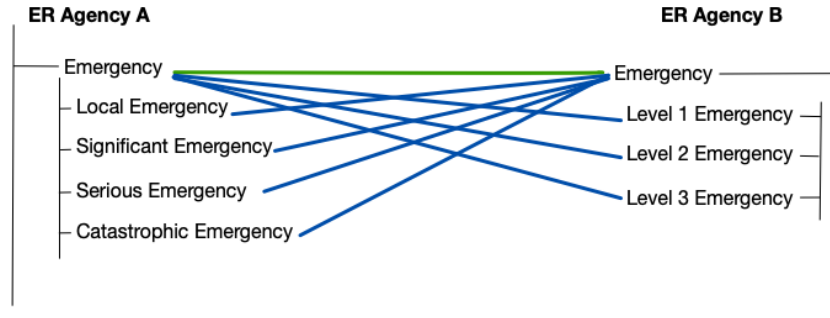 ER Agency A
ER Agency B
Emergency
Emergency
Local Emergency
Level 1 Emergency
Significant Emergency
Level 2 Emergency
Serious Emergency
Level 3 Emergency
Catastrophic Emergency